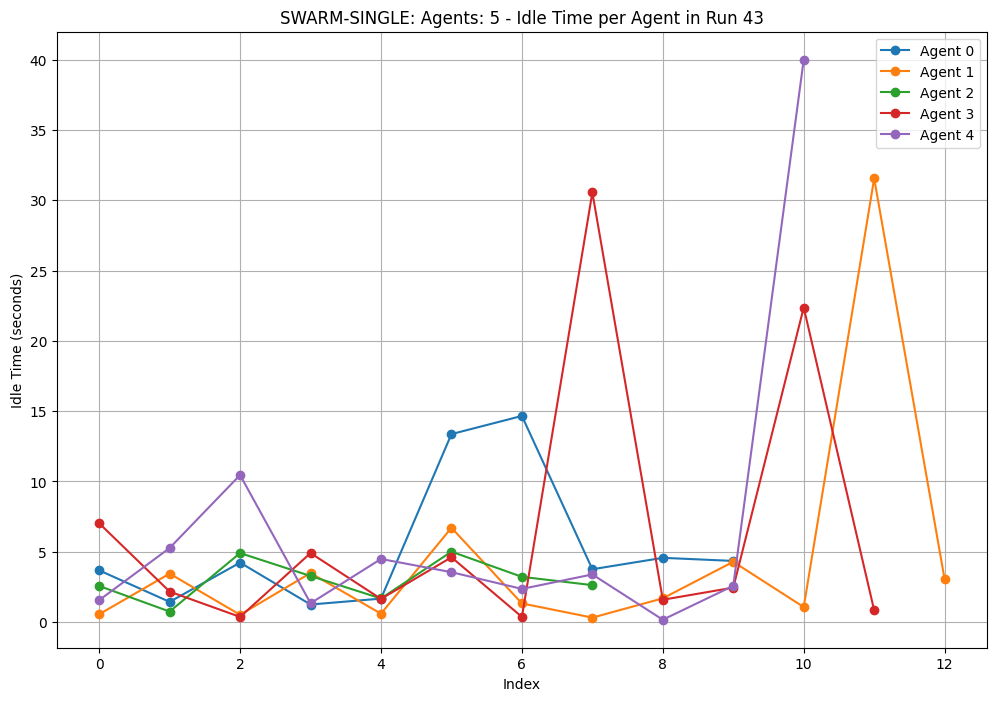 SWARM-SINGLE: Agents: 5 - Idle Time per Agent in Run 43
Agent 0
Agent 1
Agent 2
Agent 3
Agent 4
Idle Time (seconds)
40
35
30
25
20
15
10
5
0
0 2 4 6 8 10 12
Index